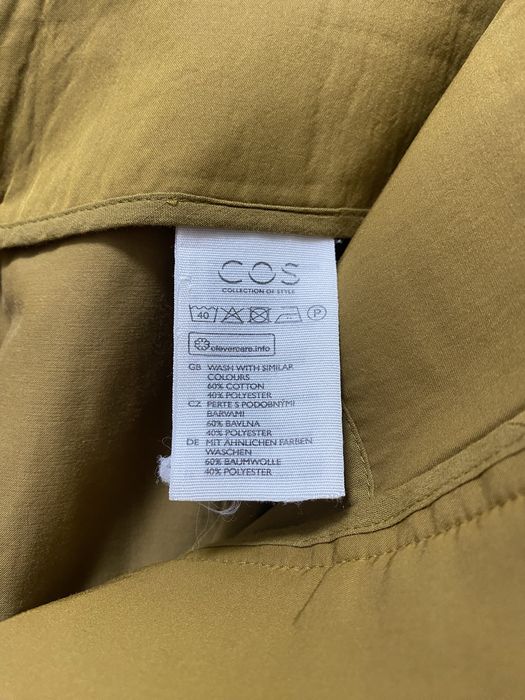 COS
COLLECTION OF STYLE
40 P
clevercare.info
GB WASH WITH SIMILAR
COLOURS
60% COTTON
40% POLYESTER
CZ PERTE S PODOBNÝMI
BARVAMI
60% BAVLNA
40% POLYESTER
DE MIT ÄHNLICHEN FARBEN
WASCHEN
60% BAUMWOLLE
40% POLYESTER